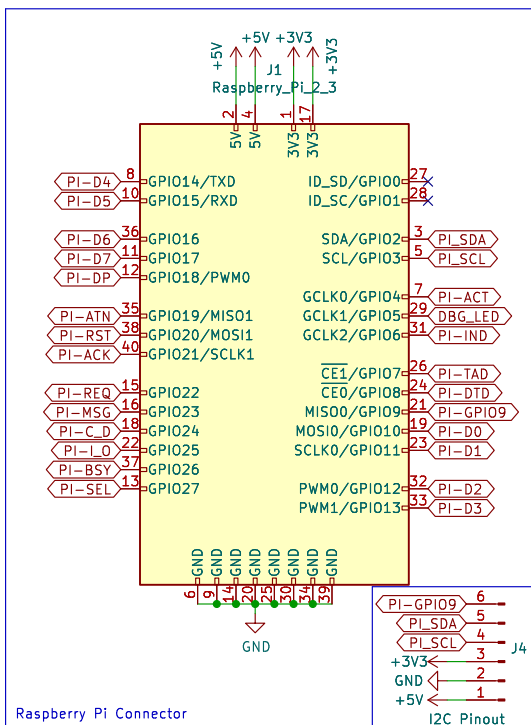 +5V
+5V
+3V3
+3V3
J1
Raspberry_Pi_2_3
2
4
1
17
5V
5V
3V3
3V3
PI-D4 8 GPIO14/TXD ID_SD/GPIO0 27
PI-D5 10 GPIO15/RXD ID_SC/GPIO1 28
PI-D6 36 GPIO16 SDA/GPIO2 3 PI_SDA
PI-D7 11 GPIO17 SCL/GPIO3 5 PI_SCL
PI-DP 12 GPIO18/PWM0
GCLK0/GPIO4 7 PI-ACT
PI-ATN 35 GPIO19/MISO1 GCLK1/GPIO5 29 DBG_LED
PI-RST 38 GPIO20/MOSI1 GCLK2/GPIO6 31 PI-IND
PI-ACK 40 GPIO21/SCLK1
CE1/GPIO7 26 PI-TAD
PI-REQ 15 GPIO22 CE0/GPIO8 24 PI-DTD
PI-MSG 16 GPIO23 MISO0/GPIO9 21 PI-GPIO9
PI-C_D 18 GPIO24 MOSI0/GPIO10 19 PI-D0
PI-I_O 22 GPIO25 SCLK0/GPIO11 23 PI-D1
PI-BSY 37 GPIO26
PI-SEL 13 GPIO27 PWM0/GPIO12 32 PI-D2
PWM1/GPIO13 33 PI-D3
GND GND GND GND GND GND GND GND
6 9 14 20 25 30 34 39
GND
PI-GPIO9 6
PI_SDA 5
PI_SCL 4
J4
+3V3 3
GND 2
+5V 1
I2C Pinout
Raspberry Pi Connector